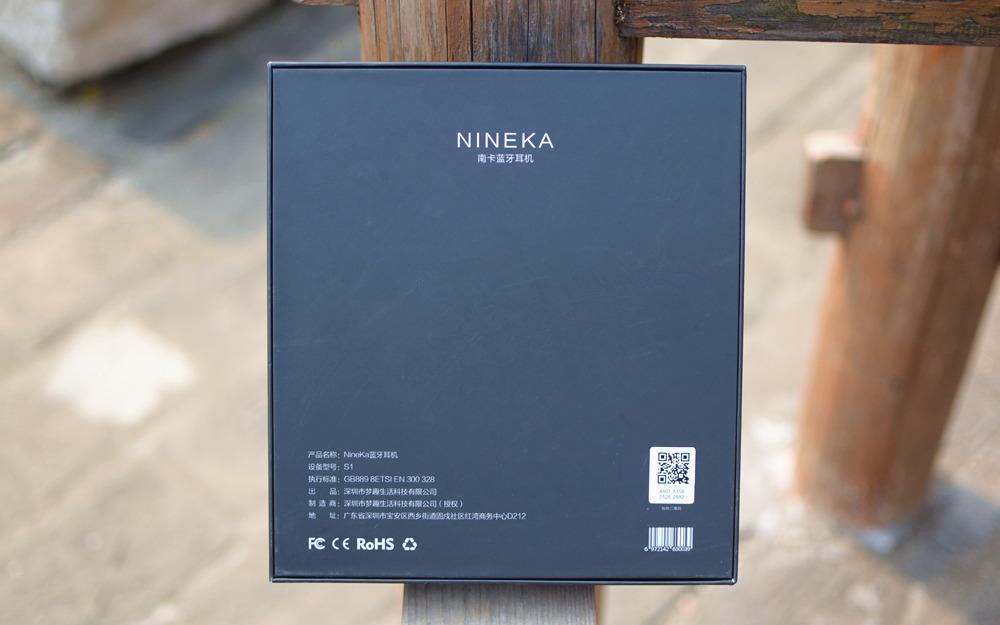 NINEKA
南卡蓝牙耳机
产品名称：NineKa蓝牙耳机
设备型号：S1
执行标准：GB889 8ETSI EN 300 328
出 品：深圳市梦趣生活科技有限公司
制 造 商：深圳市梦趣生活科技有限公司（授权）
地 址：广东省深圳市宝安区西乡街道固戍社区红湾商务中心D212
FC CE RoHS
6 972142 630039